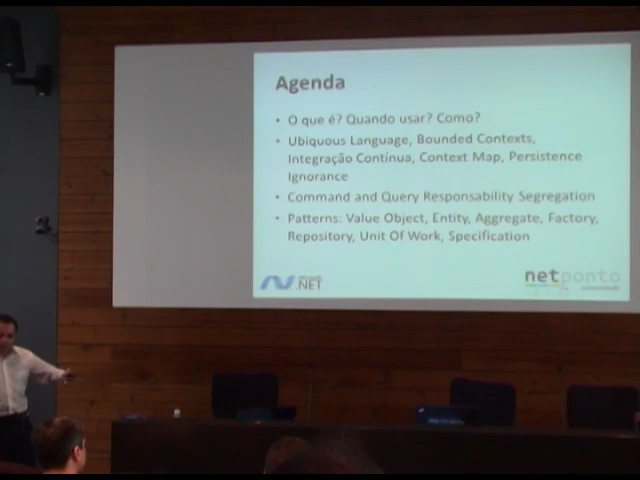 Agenda
• O que é? Quando usar? Como?
• Ubiquous Language, Bounded Contexts,
Integração Contínua, Context Map, Persistence
Ignorance
• Command and Query Responsability Segregation
• Patterns: Value Object, Entity, Aggregate, Factory,
Repository, Unit Of Work, Specification
.NET
netponto